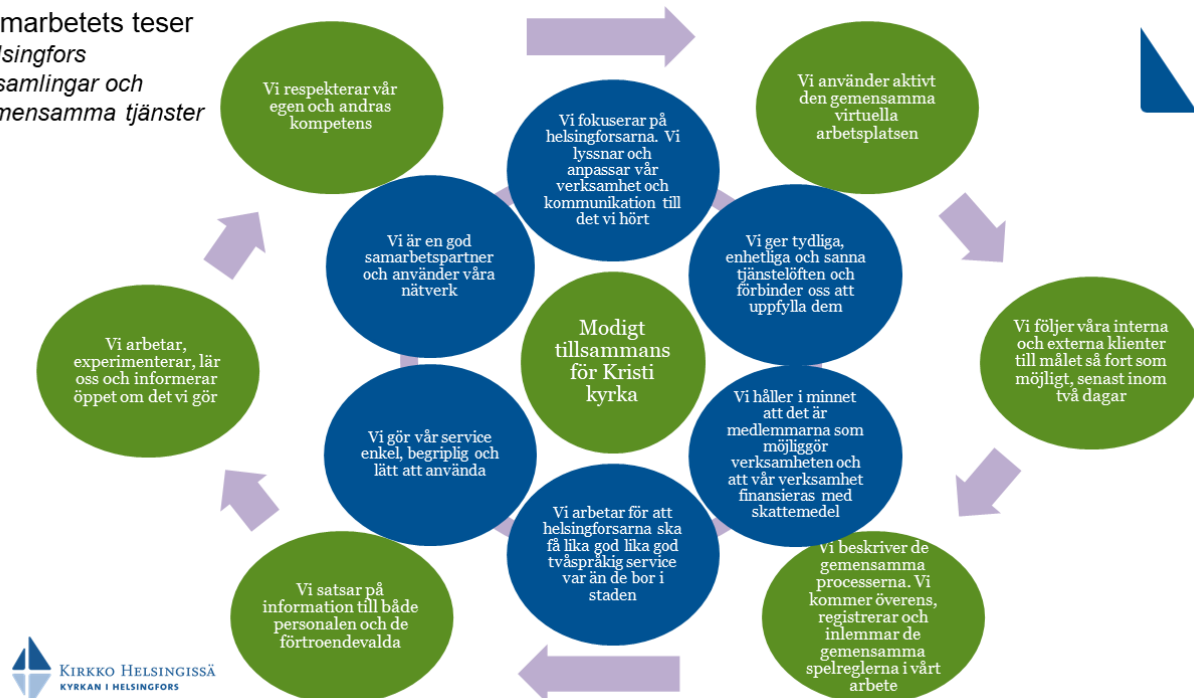 marbetets teser
lsingfors
samlingar och
mensamma tjänster
Vi respekterar vår
egen och andras
kompetens
Vi använder aktivt
den gemensamma
virtuella
arbetsplatsen
Vi fokuserar på
helsingforsarna. Vi
lyssnar och
anpassar vår
verksamhet och
kommunikation till
det vi hört
Vi är en god
samarbetspartner
och använder våra
nätverk
Vi ger tydliga,
enhetliga och sanna
tjänstelöften och
förbinder oss att
uppfylla dem
Modigt
tillsammans
för Kristi
kyrka
Vi arbetar,
experimenterar, lär
oss och informerar
öppet om det vi gör
Vi följer våra interna
och externa klienter
till målet så fort som
möjligt, senast inom
två dagar
Vi gör vår service
enkel, begriplig och
lätt att använda
Vi håller i minnet
att det är
medlemmarna som
möjliggör
verksamheten och
att vår verksamhet
finansieras med
skattemedel
Vi arbetar för att
helsingforsarna ska
få lika god lika god
tvåspråkig service
var än de bor i
staden
Vi satsar på
information till både
personalen och de
förtroendevalda
Vi beskriver de
gemensamma
processerna. Vi
kommer överens,
registrerar och
inlemmar de
gemensamma
spelreglerna i vårt
arbete
KIRKKO HELSINGISSÄ
KYRKAN I HELSINGFORS